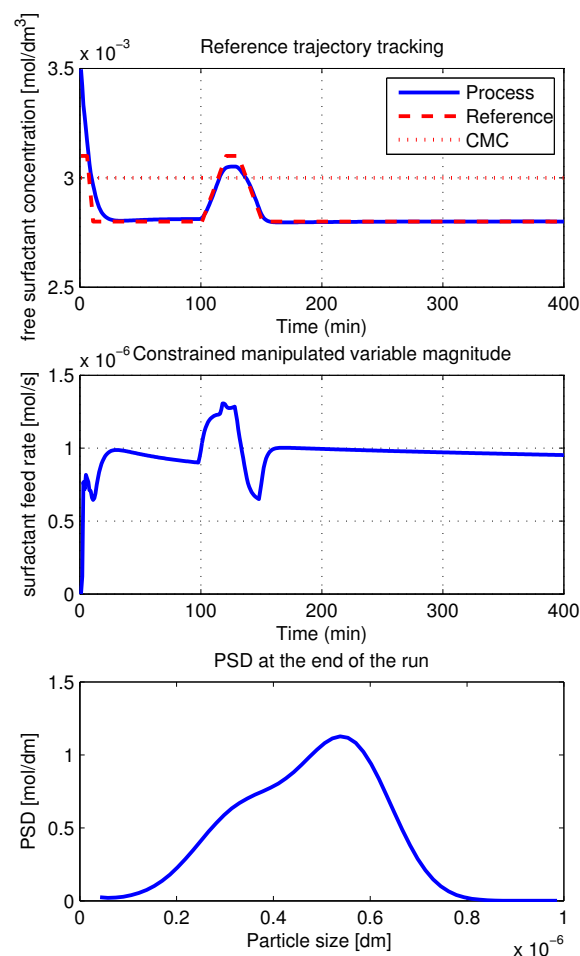 x 10⁻³
Reference trajectory tracking
free surfactant concentration [mol/dm³]
3.5
3
2.5
Process
Reference
CMC
0 100 200 300 400
Time (min)
x 10⁻⁶
Constrained manipulated variable magnitude
surfactant feed rate [mol/s]
1.5
1
0.5
0
0 100 200 300 400
Time (min)
PSD at the end of the run
PSD [mol/dm]
1.5
1
0.5
0
0 0.2 0.4 0.6 0.8 1
Particle size [dm]
x 10⁻⁶